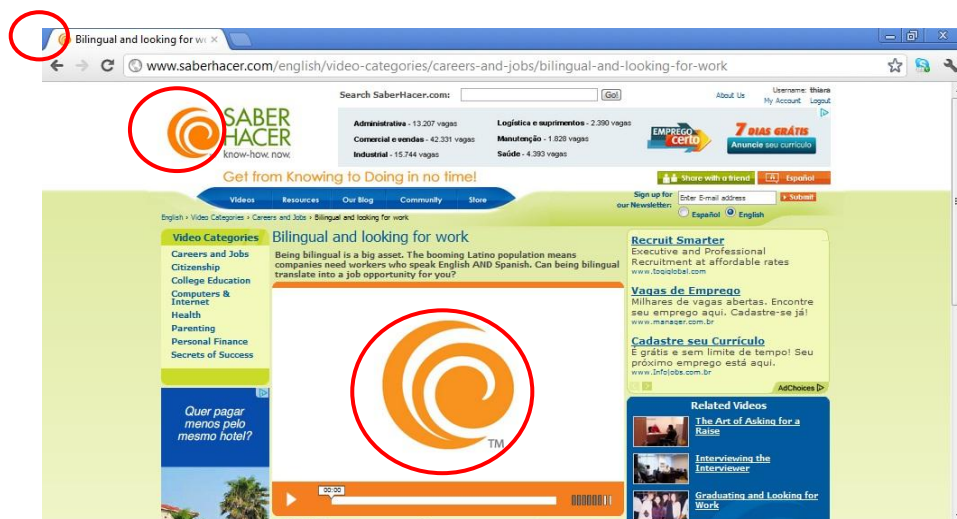 Bilingual and looking for w
www.saberhacer.com/english/video-categories/careers-and-jobs/bilingual-and-looking-for-work
SABER
HACER
know-how. now.
Search SaberHacer.com:
Go!
About Us
Username: thiara
My Account Logout
Administrativa - 13.207 vagas
Logística e suprimentos - 2.390 vagas
Comercial e vendas - 42.331 vagas
Manutenção - 1.828 vagas
Industrial - 15.744 vagas
Saúde - 4.393 vagas
EMPREGO
certo
7 DIAS GRÁTIS
Anuncie seu currículo
Get from Knowing to Doing in no time!
Share with a friend
Español
Videos Resources Our Blog Community Store
Sign up for
our Newsletter:
Enter E-mail address
Submit
Español English
English › Video Categories › Careers and Jobs › Bilingual and looking for work
Video Categories
Careers and Jobs
Citizenship
College Education
Computers &
Internet
Health
Parenting
Personal Finance
Secrets of Success
Bilingual and looking for work
Being bilingual is a big asset. The booming Latino population means
companies need workers who speak English AND Spanish. Can being bilingual
translate into a job opportunity for you?
TM
00:00
Quer pagar
menos pelo
mesmo hotel?
Recruit Smarter
Executive and Professional
Recruitment at affordable rates
www.toqiglobal.com
Vagas de Emprego
Milhares de vagas abertas. Encontre
seu emprego aqui. Cadastre-se já!
www.manager.com.br
Cadastre seu Currículo
É grátis e sem limite de tempo! Seu
próximo emprego está aqui.
www.Infojobs.com.br
AdChoices
Related Videos
The Art of Asking for a
Raise
Interviewing the
Interviewer
Graduating and Looking for
Work